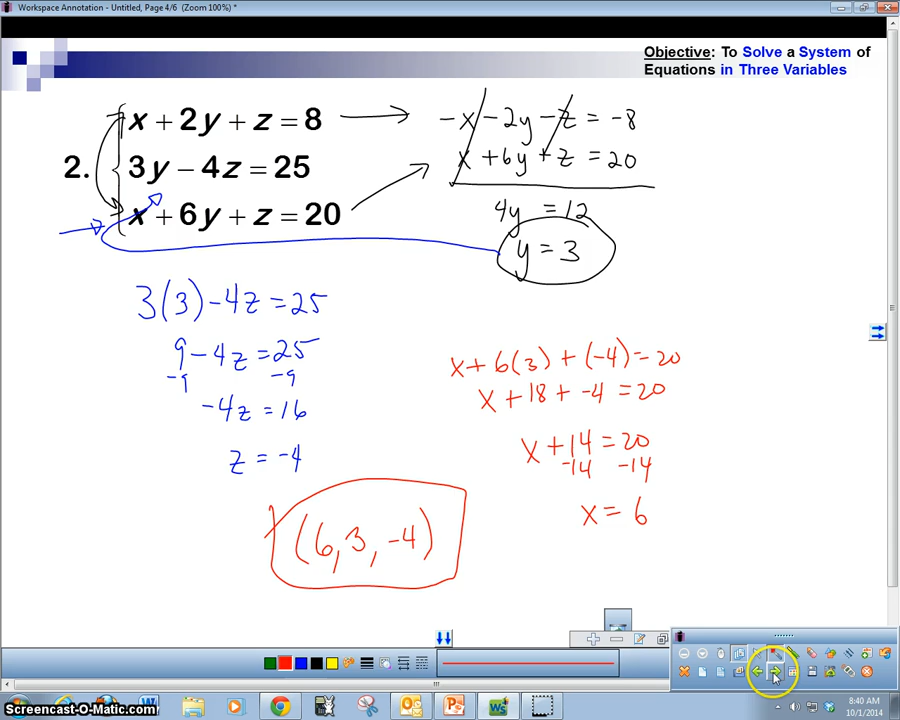 Workspace Annotation - Untitled, Page 4/6 (Zoom 100%) *
Objective: To Solve a System of
Equations in Three Variables
2.
x + 2y + z = 8
3y − 4z = 25
x + 6y + z = 20
-x - 2y - z = -8
x + 6y + z = 20
4y = 12
y = 3
3(3) - 4z = 25
9 - 4z = 25
-9 -9
-4z = 16
z = -4
x + 6(3) + (-4) = 20
x + 18 + -4 = 20
x + 14 = 20
-14 -14
x = 6
(6, 3, -4)
Screencast-O-Matic.com
8:40 AM
10/1/2014